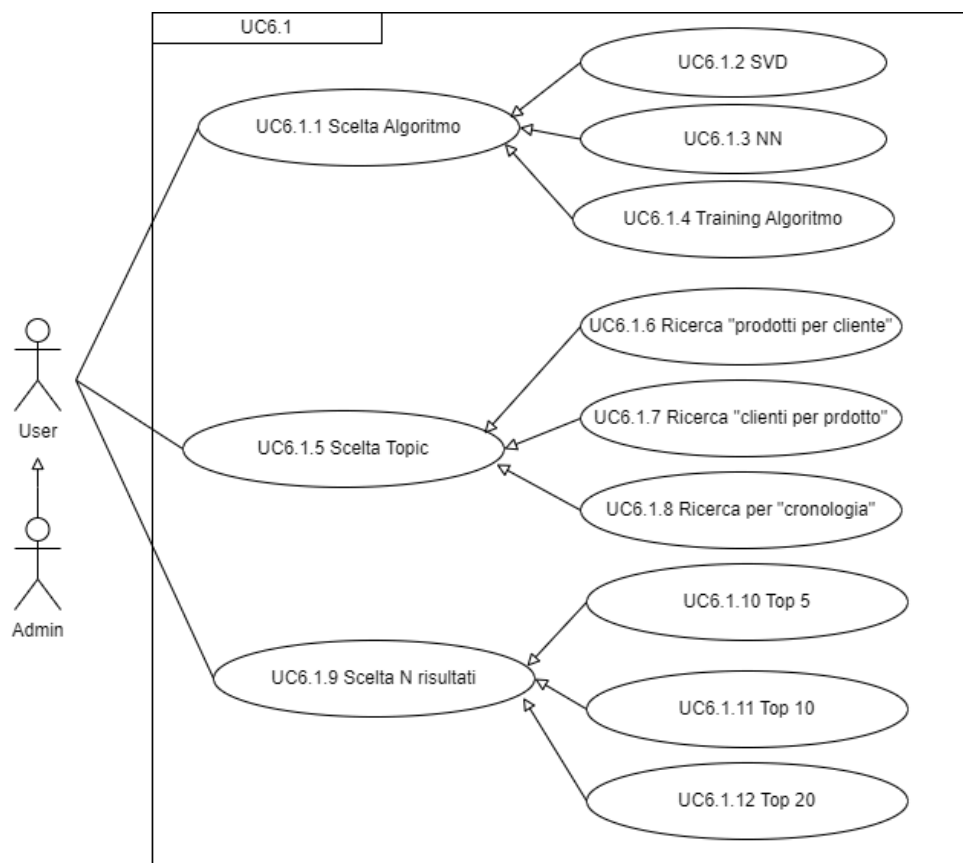 UC6.1
UC6.1.2 SVD
UC6.1.1 Scelta Algoritmo
UC6.1.3 NN
UC6.1.4 Training Algoritmo
UC6.1.6 Ricerca "prodotti per cliente"
User
UC6.1.5 Scelta Topic
UC6.1.7 Ricerca "clienti per prdotto"
UC6.1.8 Ricerca per "cronologia"
Admin
UC6.1.10 Top 5
UC6.1.9 Scelta N risultati
UC6.1.11 Top 10
UC6.1.12 Top 20